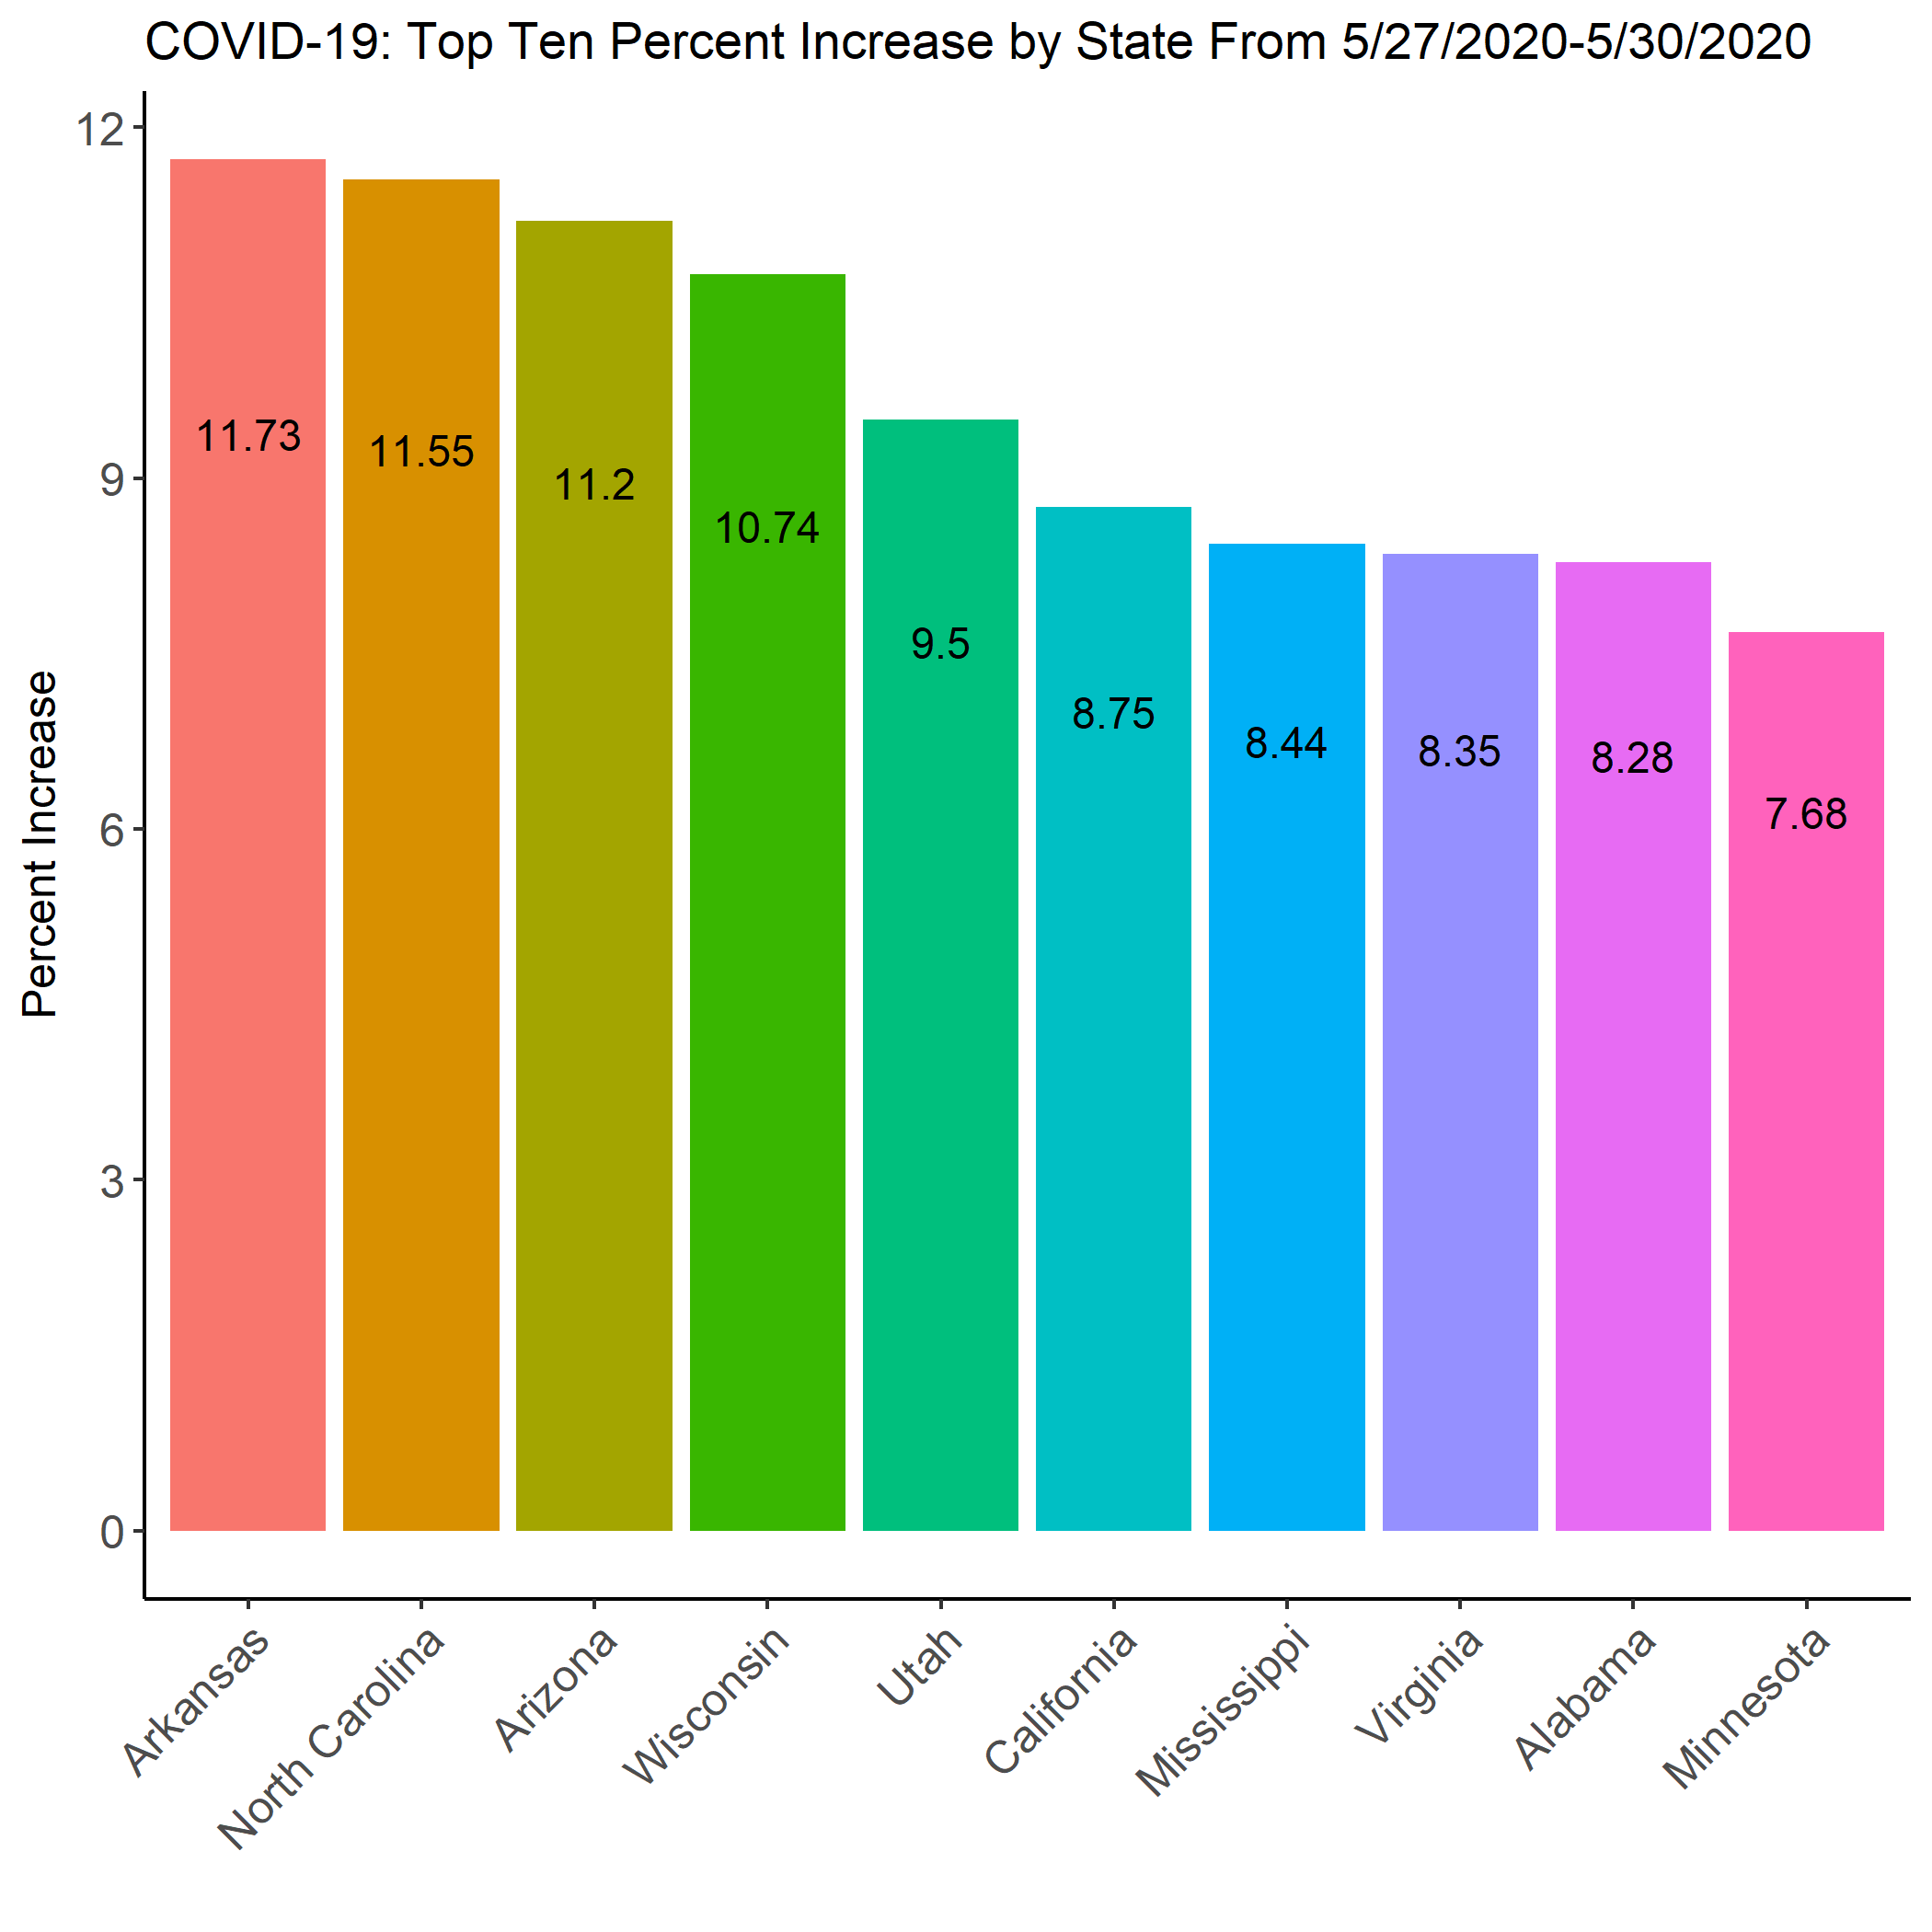 COVID-19: Top Ten Percent Increase by State From 5/27/2020-5/30/2020
Percent Increase
12
9
6
3
0
11.73
11.55
11.2
10.74
9.5
8.75
8.44
8.35
8.28
7.68
Arkansas
North Carolina
Arizona
Wisconsin
Utah
California
Mississippi
Virginia
Alabama
Minnesota